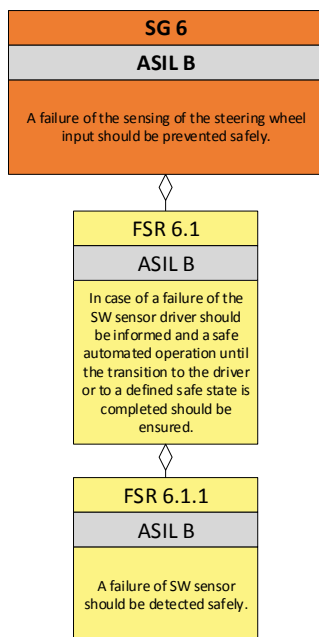 SG 6
ASIL B
A failure of the sensing of the steering wheel
input should be prevented safely.
FSR 6.1
ASIL B
In case of a failure of the
SW sensor driver should
be informed and a safe
automated operation until
the transition to the driver
or to a defined safe state is
completed should be
ensured.
FSR 6.1.1
ASIL B
A failure of SW sensor
should be detected safely.